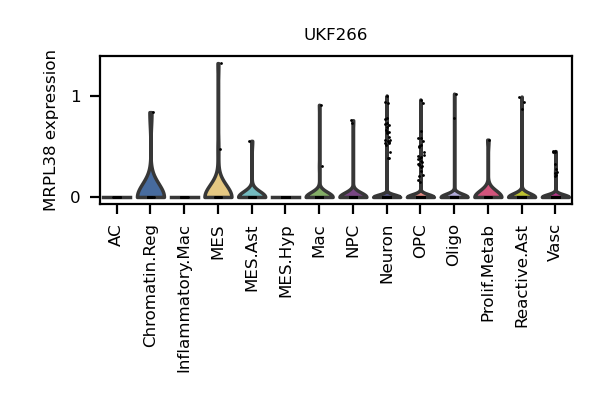 UKF266
MRPL38 expression
1
0
AC
Chromatin.Reg
Inflammatory.Mac
MES
MES.Ast
MES.Hyp
Mac
NPC
Neuron
OPC
Oligo
Prolif.Metab
Reactive.Ast
Vasc